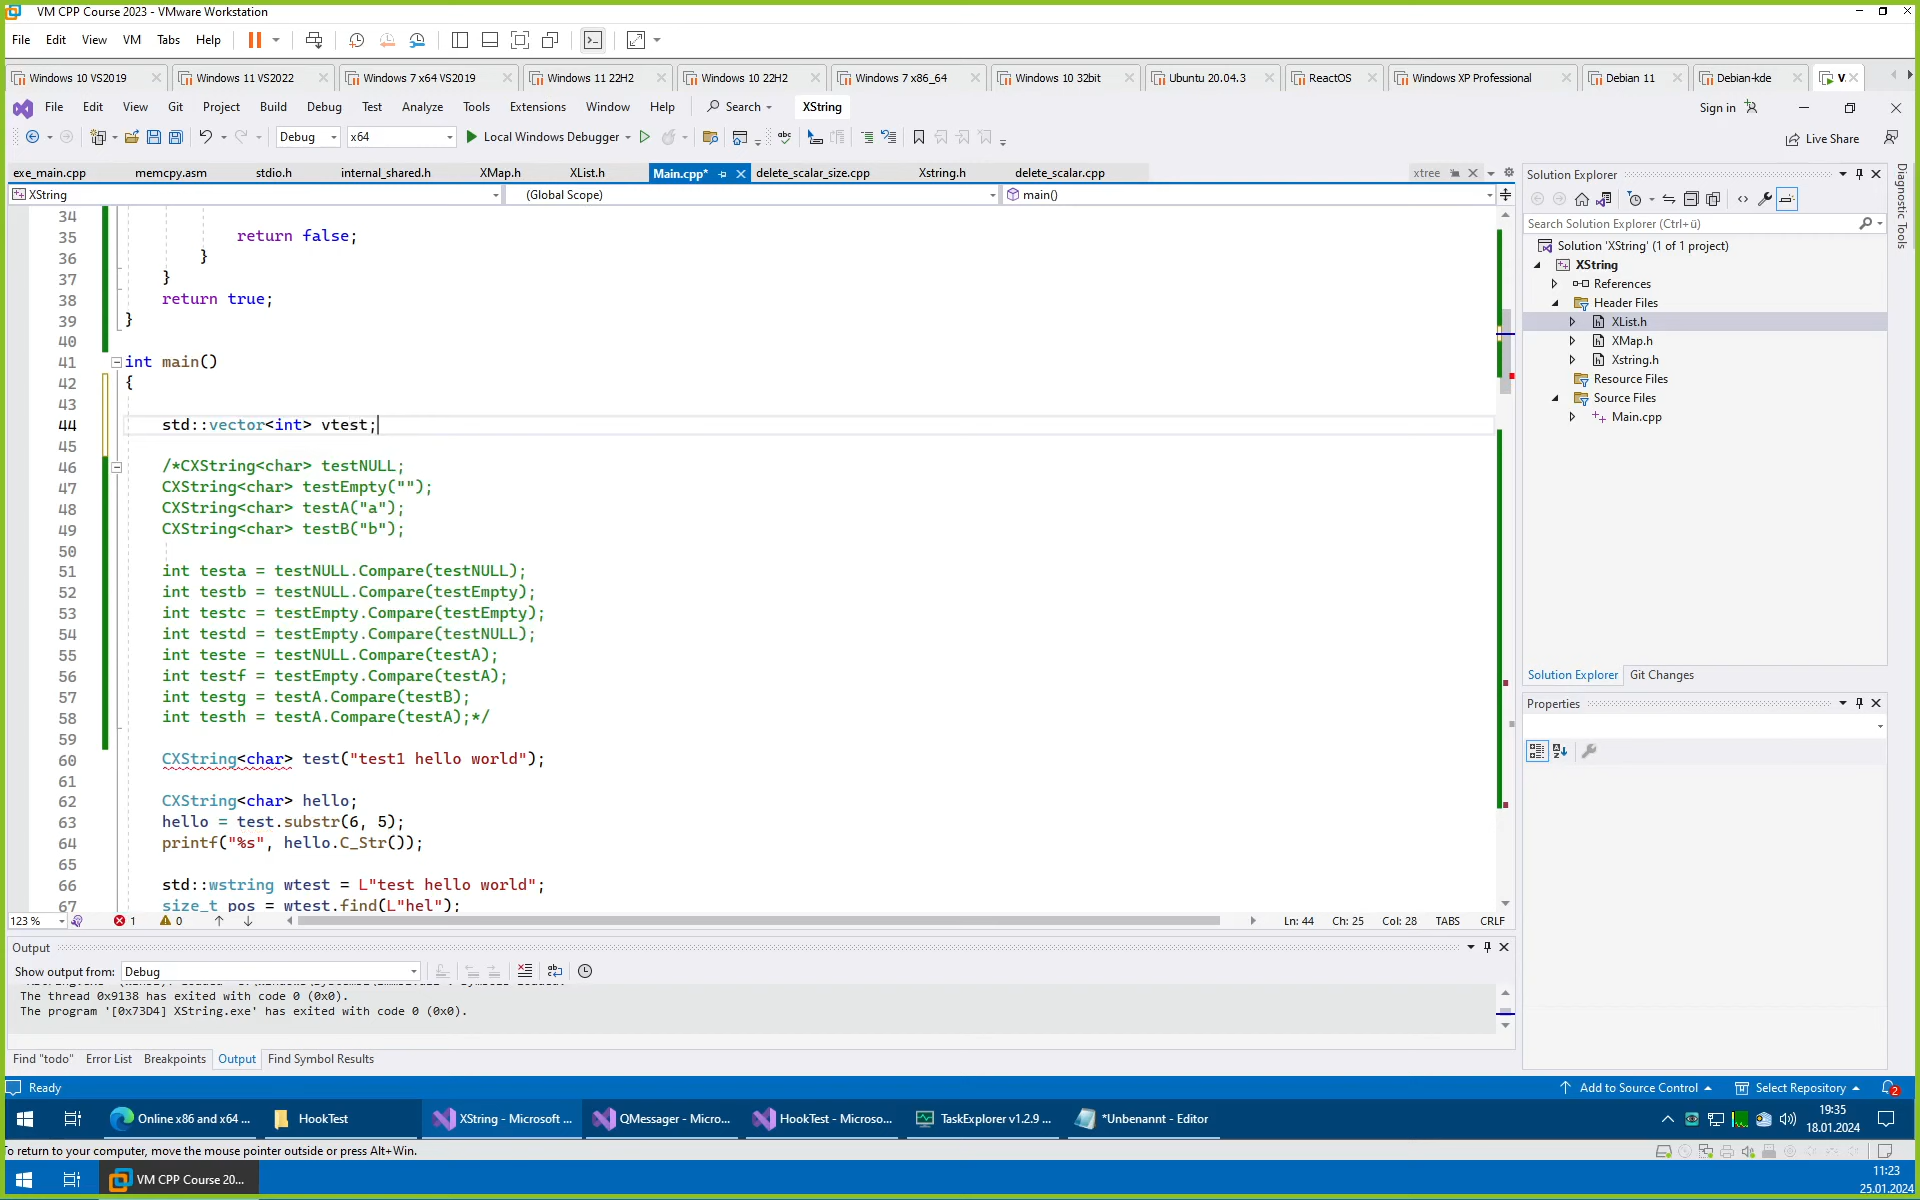 VM CPP Course 2023 - VMware Workstation
File Edit View VM Tabs Help
Windows 10 VS2019 Windows 11 VS2022 Windows 7 x64 VS2019 Windows 11 22H2 Windows 10 22H2 Windows 7 x86_64 Windows 10 32bit Ubuntu 20.04.3 ReactOS Windows XP Professional Debian 11 Debian-kde V.
File Edit View Git Project Build Debug Test Analyze Tools Extensions Window Help Search XString Sign in
Debug x64 Local Windows Debugger Live Share
exe_main.cpp memcpy.asm stdio.h internal_shared.h XMap.h XList.h Main.cpp* delete_scalar_size.cpp Xstring.h delete_scalar.cpp xtree
XString (Global Scope) main()
34
35 return false;
36 }
37 }
38 return true;
39 }
40
41 int main()
42 {
43
44 std::vector<int> vtest;
45
46 /*CXString<char> testNULL;
47 CXString<char> testEmpty("");
48 CXString<char> testA("a");
49 CXString<char> testB("b");
50
51 int testa = testNULL.Compare(testNULL);
52 int testb = testNULL.Compare(testEmpty);
53 int testc = testEmpty.Compare(testEmpty);
54 int testd = testEmpty.Compare(testNULL);
55 int teste = testNULL.Compare(testA);
56 int testf = testEmpty.Compare(testA);
57 int testg = testA.Compare(testB);
58 int testh = testA.Compare(testA);*/
59
60 CXString<char> test("test1 hello world");
61
62 CXString<char> hello;
63 hello = test.substr(6, 5);
64 printf("%s", hello.C_Str());
65
66 std::wstring wtest = L"test hello world";
67 size_t pos = wtest.find(L"hel");
123 % 1 0 Ln: 44 Ch: 25 Col: 28 TABS CRLF
Output
Show output from: Debug
The thread 0x9138 has exited with code 0 (0x0).
The program '[0x73D4] XString.exe' has exited with code 0 (0x0).
Find "todo" Error List Breakpoints Output Find Symbol Results
Solution Explorer
Search Solution Explorer (Ctrl+ü)
Solution 'XString' (1 of 1 project)
XString
References
Header Files
XList.h
XMap.h
Xstring.h
Resource Files
Source Files
Main.cpp
Solution Explorer Git Changes
Properties
Diagnostic Tools
Ready Add to Source Control Select Repository 2
Online x86 and x64 ... HookTest XString - Microsoft ... QMessager - Micro... HookTest - Microso... TaskExplorer v1.2.9 ... *Unbenannt - Editor
19:35
18.01.2024
To return to your computer, move the mouse pointer outside or press Alt+Win.
VM CPP Course 20...
11:23
25.01.2024